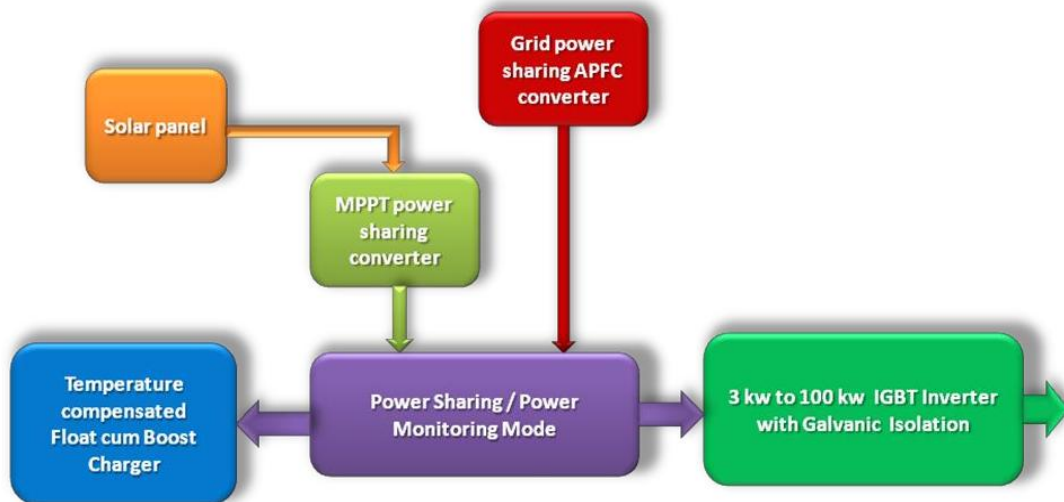 Grid power
sharing APFC
converter
Solar panel
MPPT power
sharing
converter
Temperature
compensated
Float cum Boost
Charger
Power Sharing / Power
Monitoring Mode
3 kw to 100 kw IGBT Inverter
with Galvanic Isolation